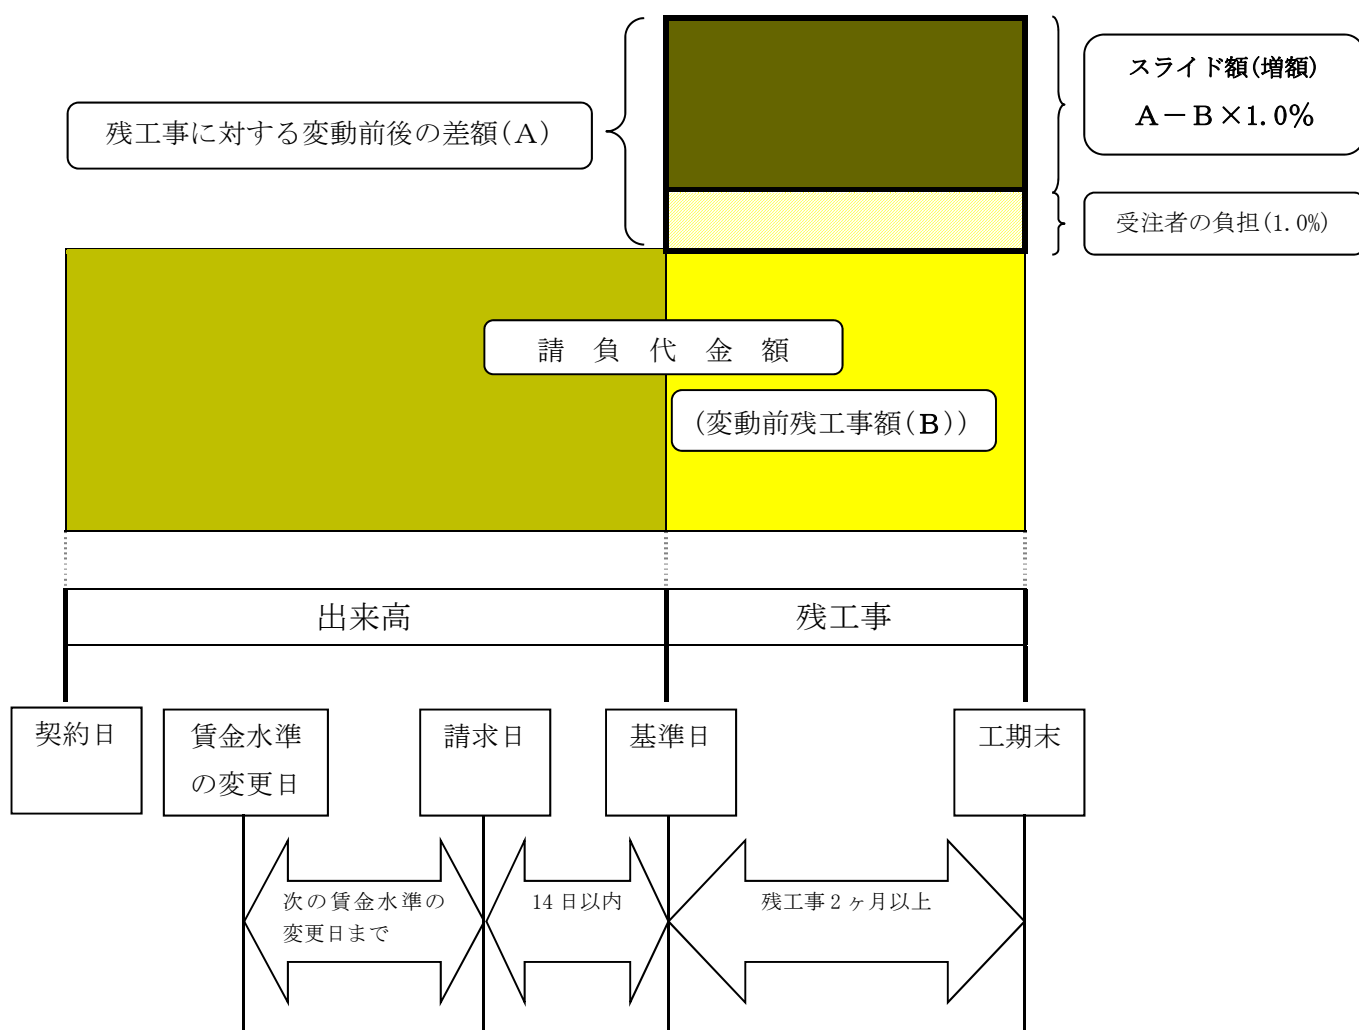 スライド額(増額)
A－B×1.0%
残工事に対する変動前後の差額(A)
受注者の負担(1.0%)
請 負 代 金 額
(変動前残工事額(B))
出来高
残工事
契約日
賃金水準
の変更日
請求日
基準日
工期末
次の賃金水準の
変更日まで
14日以内
残工事2ヶ月以上